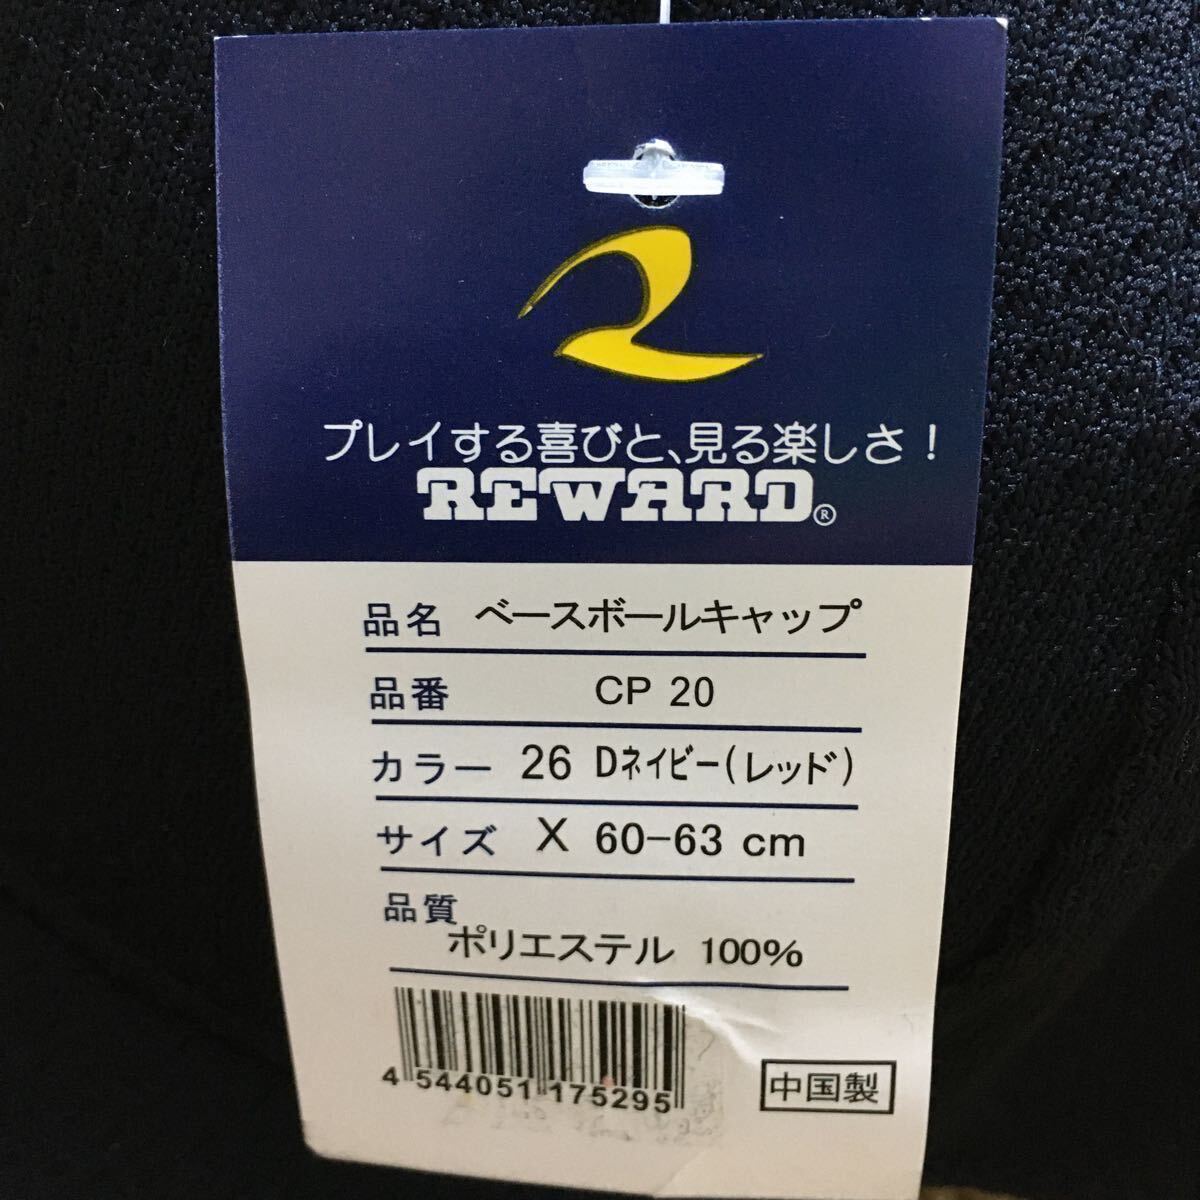 プレイする喜びと、見る楽しさ!
REWARD®
品名 ベースボールキャップ
品番 CP 20
カラー 26 Dネイビー(レッド)
サイズ X 60-63 cm
品質
ポリエステル 100%
4 544051 175295
中国製